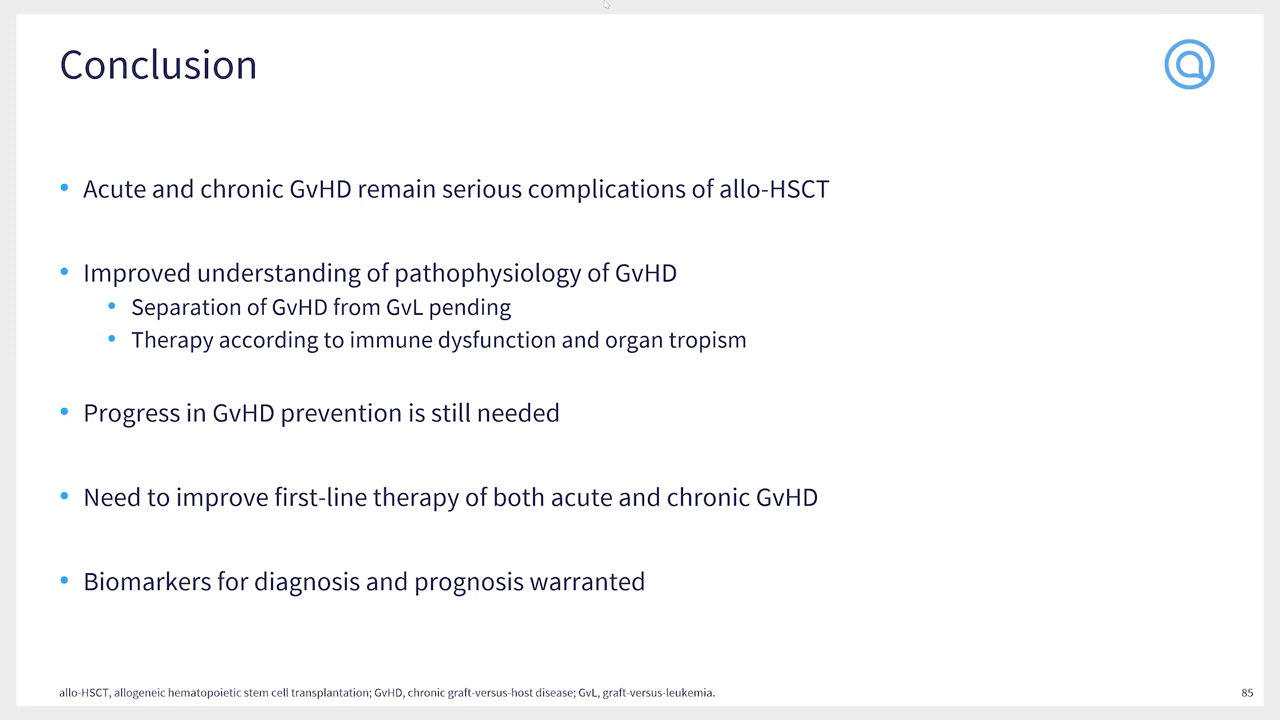 Conclusion
• Acute and chronic GvHD remain serious complications of allo-HSCT
• Improved understanding of pathophysiology of GvHD
• Separation of GvHD from GvL pending
• Therapy according to immune dysfunction and organ tropism
• Progress in GvHD prevention is still needed
• Need to improve first-line therapy of both acute and chronic GvHD
• Biomarkers for diagnosis and prognosis warranted
allo-HSCT, allogeneic hematopoietic stem cell transplantation; GvHD, chronic graft-versus-host disease; GvL, graft-versus-leukemia.
85